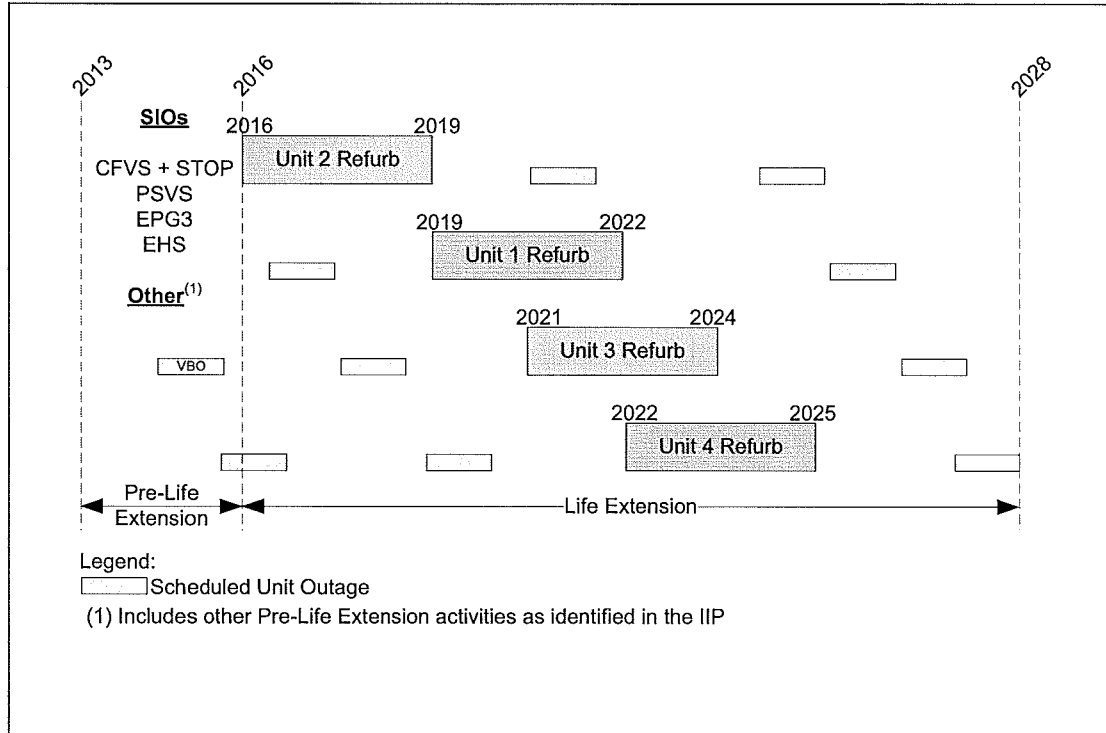 2013
2016
2028
SIOs
2016
2019
Unit 2 Refurb
CFVS + STOP
PSVS
EPG3
EHS
2019
2022
Unit 1 Refurb
Other(1)
2021
2024
Unit 3 Refurb
VBO
2022
2025
Unit 4 Refurb
Pre-Life
Extension
Life Extension
Legend:
Scheduled Unit Outage
(1) Includes other Pre-Life Extension activities as identified in the IIP